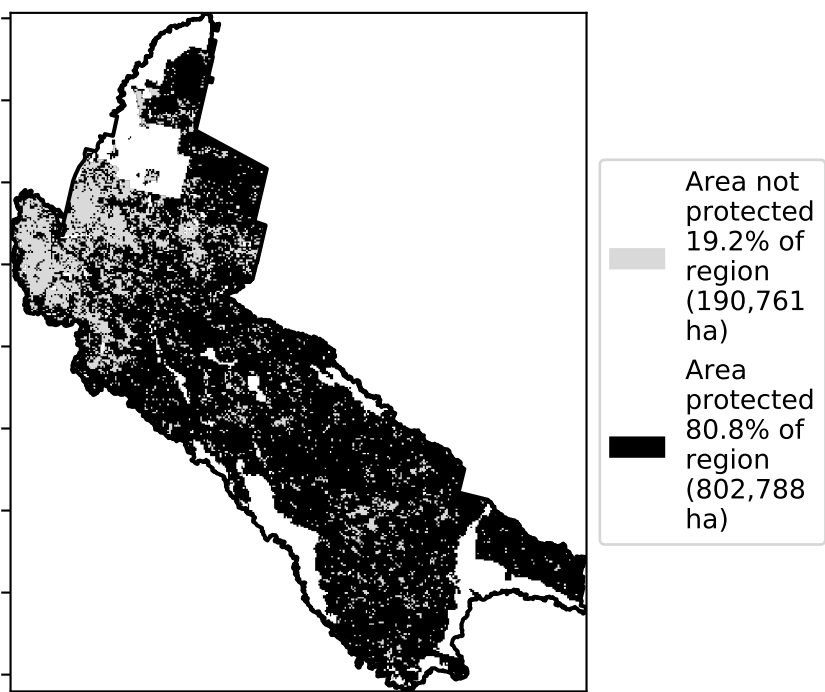 Area not
protected
19.2% of
region
(190,761
ha)
Area
protected
80.8% of
region
(802,788
ha)